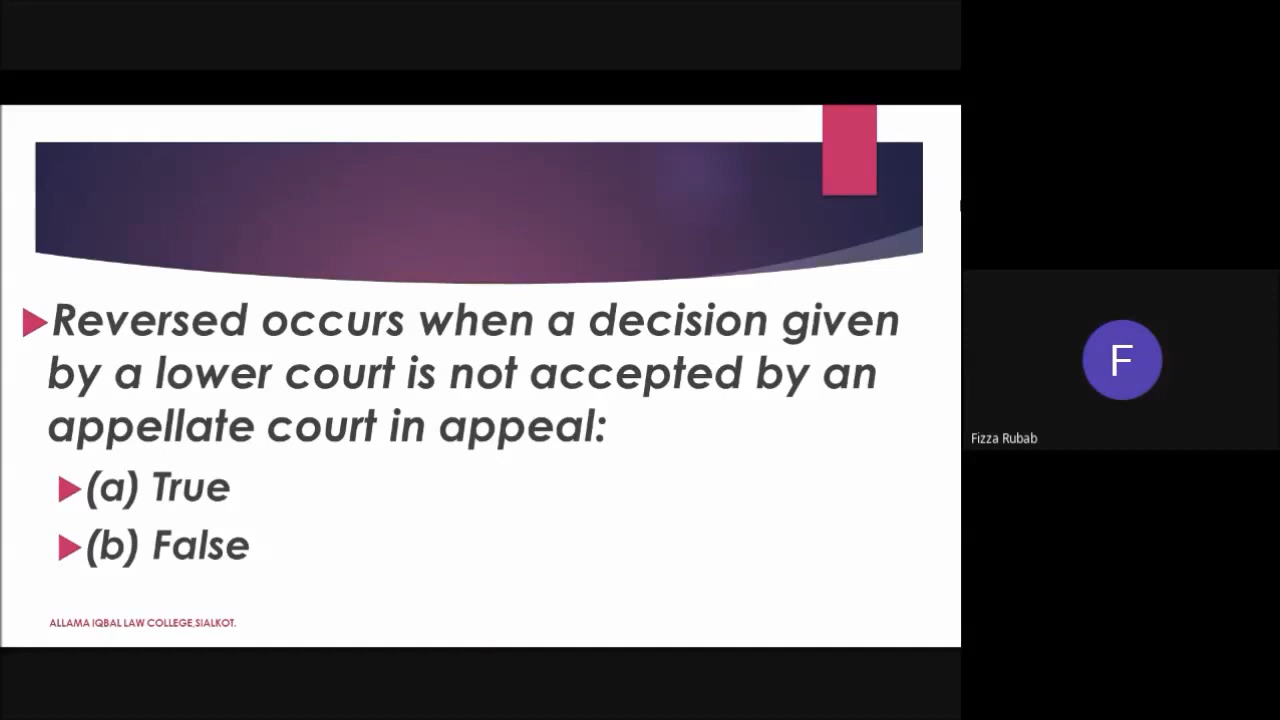 Reversed occurs when a decision given
by a lower court is not accepted by an
appellate court in appeal:
(a) True
(b) False
ALLAMA IQBAL LAW COLLEGE,SIALKOT.
F
Fizza Rubab